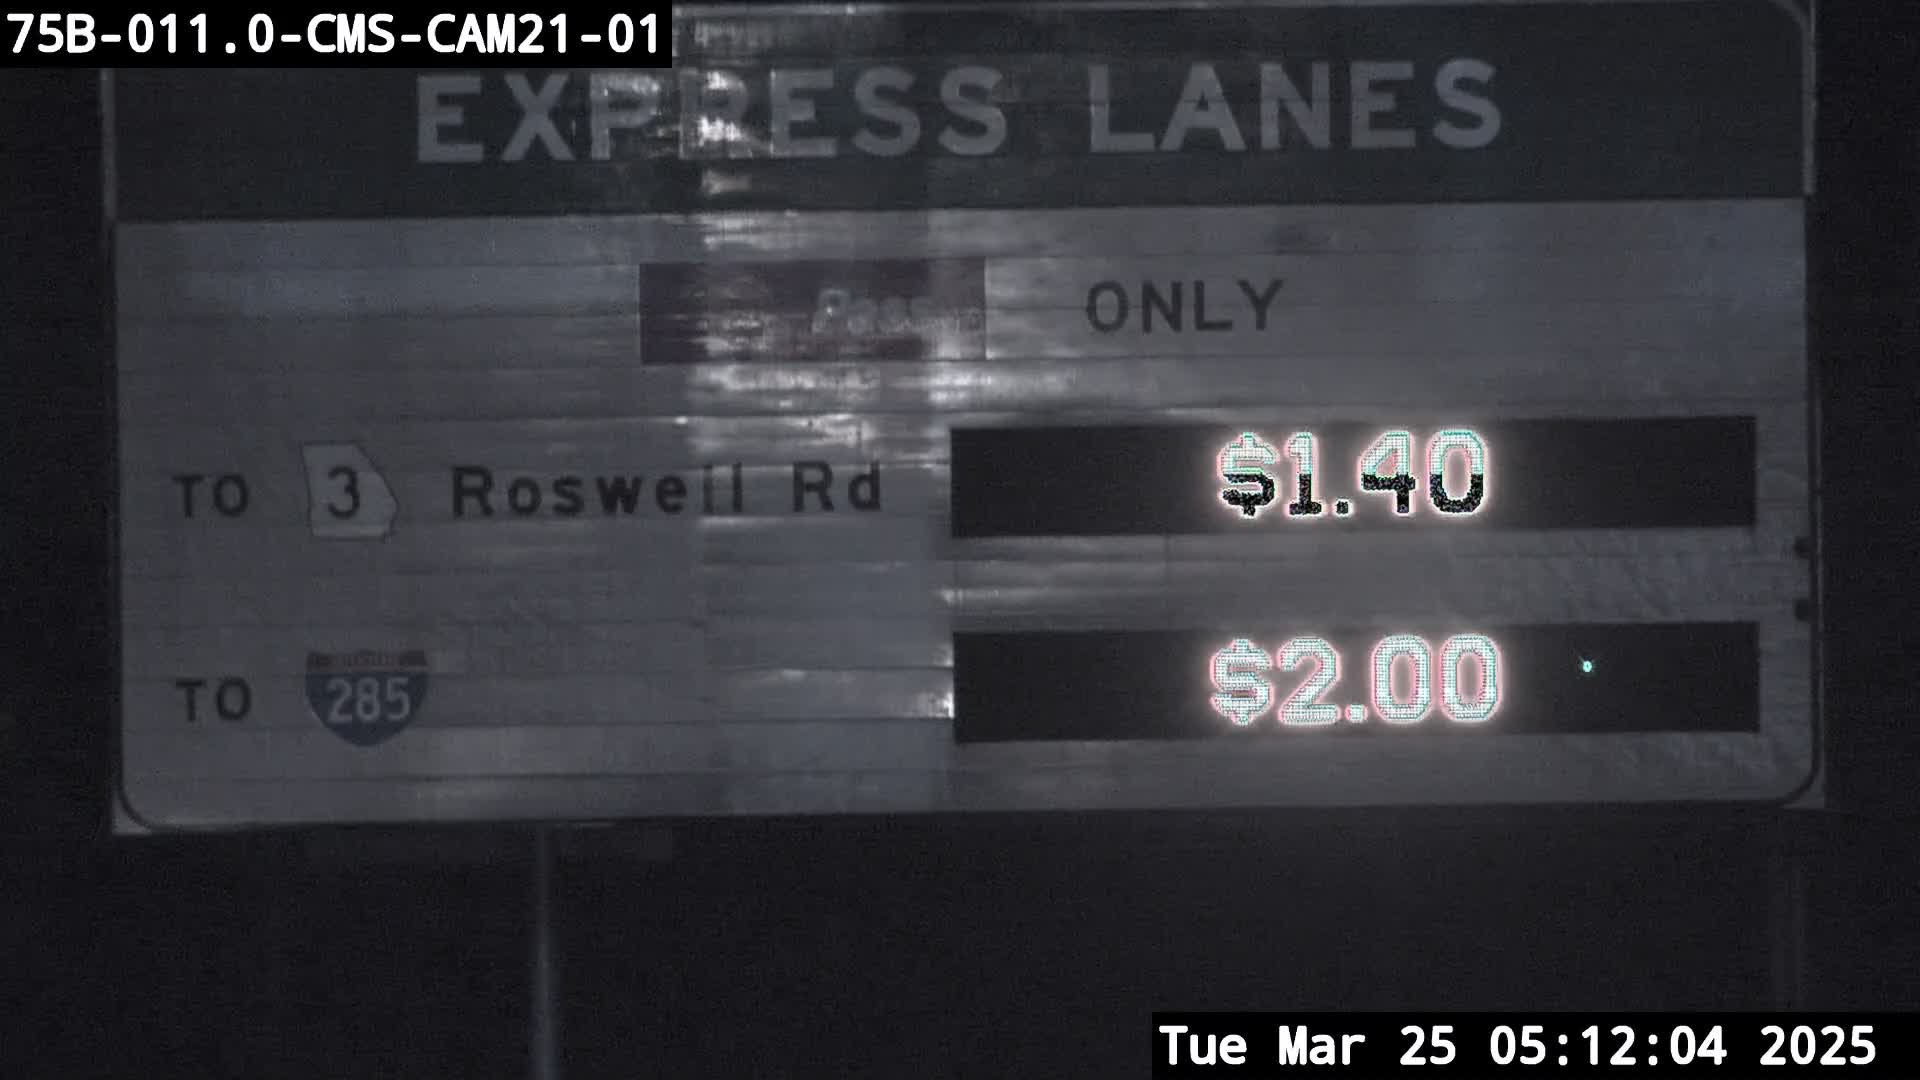 75B-011.0-CMS-CAM21-01
EXPRESS LANES
Pass ONLY
TO 3 Roswell Rd $1.40
TO 285 $2.00
Tue Mar 25 05:12:04 2025